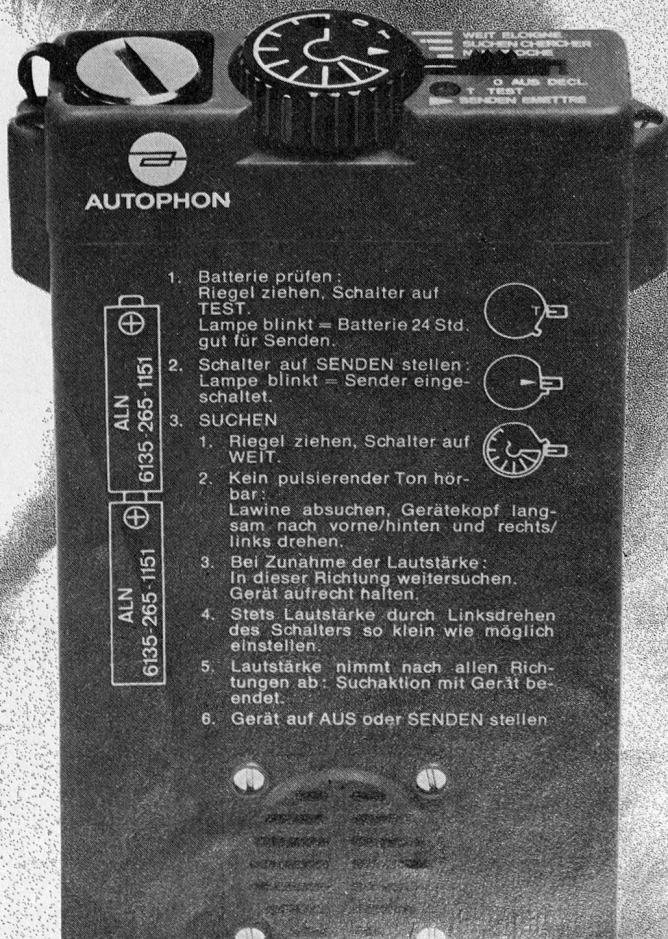 WEIT ELOIGNE
SUCHEN CHERCHER
O AUS DECL.
T TEST
SENDEN EMETTRE
O T
AUTOPHON
1. Batterie prüfen :
Riegel ziehen, Schalter auf
TEST.
Lampe blinkt = Batterie 24 Std.
gut für Senden.
T
2. Schalter auf SENDEN stellen :
Lampe blinkt = Sender einge-
schaltet.
3. SUCHEN
1. Riegel ziehen, Schalter auf
WEIT.
2. Kein pulsierender Ton hör-
bar :
Lawine absuchen, Gerätekopf lang-
sam nach vorne/hinten und rechts/
links drehen.
3. Bei Zunahme der Lautstärke :
In dieser Richtung weitersuchen.
Gerät aufrecht halten.
4. Stets Lautstärke durch Linksdrehen
des Schalters so klein wie möglich
einstellen.
5. Lautstärke nimmt nach allen Rich-
tungen ab : Suchaktion mit Gerät be-
endet.
6. Gerät auf AUS oder SENDEN stellen
ALN
6135-265-1151
ALN
6135-265-1151